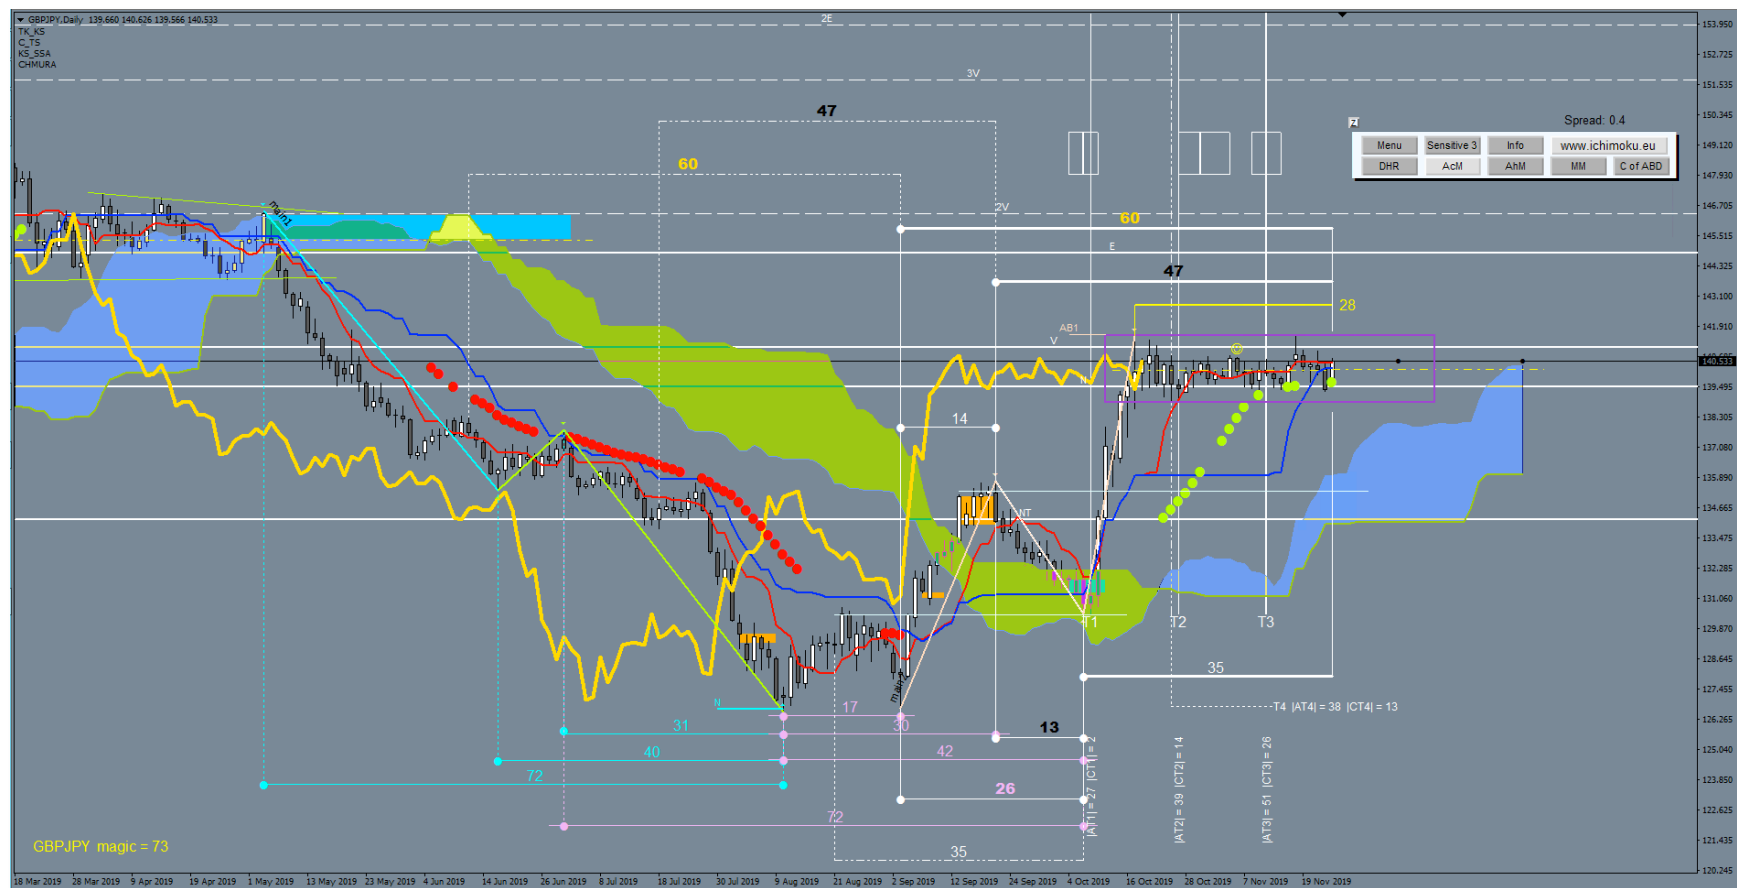 GBPJPY,Daily 139.660 140.626 139.566 140.533
TK_KS
C_TS
KS_SSA
CHMURA
2E
3V
47
60
main1
2V
60
E
47
28
AB1
V
N
14
NT
T1
T2
T3
main
35
N
17
31
30
13
40
42
72
26
72
35
T4 |AT4| = 38 |CT4| = 13
|AT1| = 27 |CT1| = 2
|AT2| = 39 |CT2| = 14
|AT3| = 51 |CT3| = 26
Spread: 0.4
Z
Menu Sensitive 3 Info www.ichimoku.eu
DHR AcM AhM MM C of ABD
GBPJPY magic = 73
153.950
152.725
151.535
150.345
149.120
147.930
146.705
145.515
144.325
143.100
141.910
140.533
139.495
138.305
137.080
135.890
134.665
133.475
132.285
131.060
129.870
128.645
127.455
126.265
125.040
123.850
122.625
121.435
120.245
18 Mar 2019 28 Mar 2019 9 Apr 2019 19 Apr 2019 1 May 2019 13 May 2019 23 May 2019 4 Jun 2019 14 Jun 2019 26 Jun 2019 8 Jul 2019 18 Jul 2019 30 Jul 2019 9 Aug 2019 21 Aug 2019 2 Sep 2019 12 Sep 2019 24 Sep 2019 4 Oct 2019 16 Oct 2019 28 Oct 2019 7 Nov 2019 19 Nov 2019